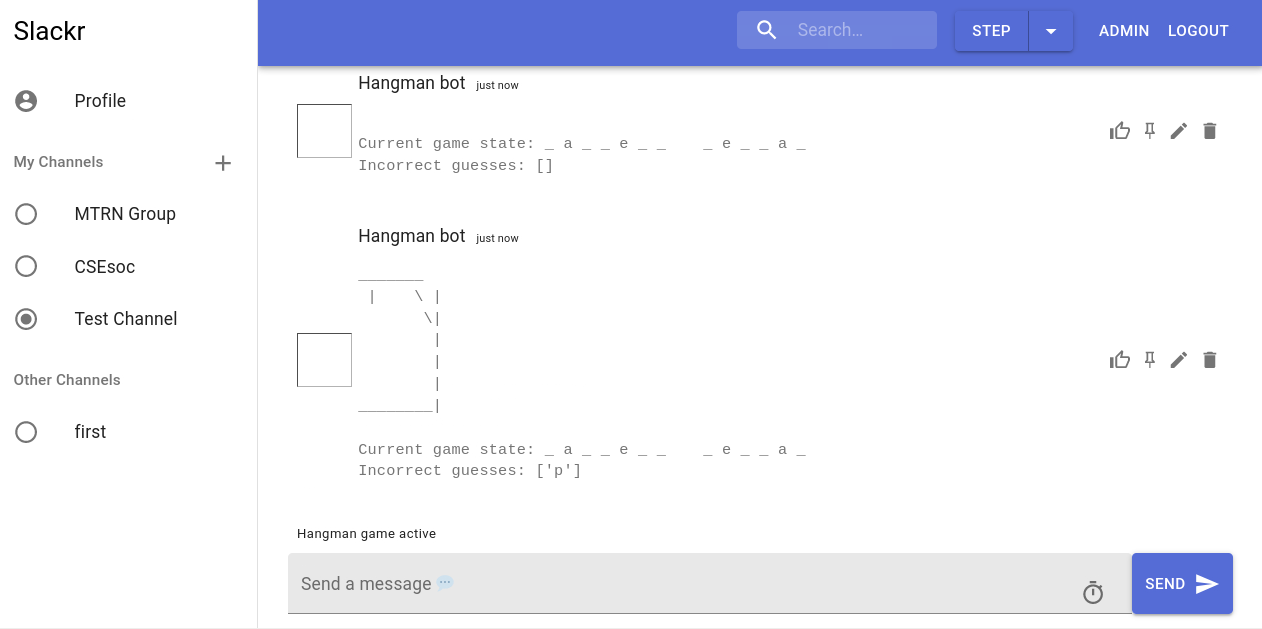 Slackr
Search…
STEP
ADMIN
LOGOUT
Profile
My Channels
MTRN Group
CSEsoc
Test Channel
Other Channels
first
Hangman bot just now
Current game state: _ a _ _ e _ _    _ e _ _ a _
Incorrect guesses: []
Hangman bot just now
_______
 |    \ |
       \|
        |
        |
        |
________|
Current game state: _ a _ _ e _ _    _ e _ _ a _
Incorrect guesses: ['p']
Hangman game active
Send a message 💬
SEND